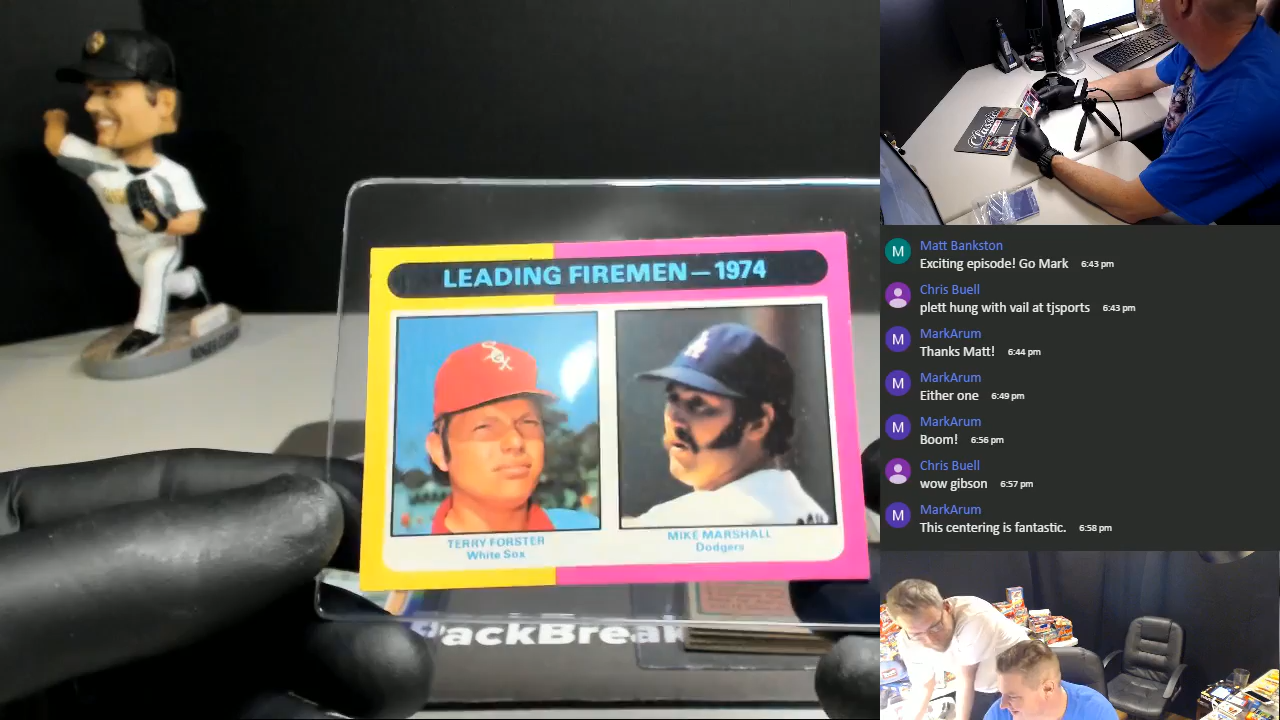 LEADING FIREMEN—1974
TERRY FORSTER
White Sox
MIKE MARSHALL
Dodgers
PackBreak
Classic
Matt Bankston
Exciting episode! Go Mark 6:43 pm
Chris Buell
plett hung with vail at tjsports 6:43 pm
MarkArum
Thanks Matt! 6:44 pm
MarkArum
Either one 6:49 pm
MarkArum
Boom! 6:56 pm
Chris Buell
wow gibson 6:57 pm
MarkArum
This centering is fantastic. 6:58 pm